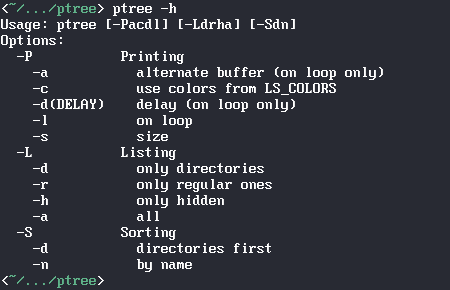 <~/.../ptree> ptree -h
Usage: ptree [-Pacdl] [-Ldrha] [-Sdn]
Options:
-P Printing
-a alternate buffer (on loop only)
-c use colors from LS_COLORS
-d(DELAY) delay (on loop only)
-l on loop
-s size
-L Listing
-d only directories
-r only regular ones
-h only hidden
-a all
-S Sorting
-d directories first
-n by name
<~/.../ptree>